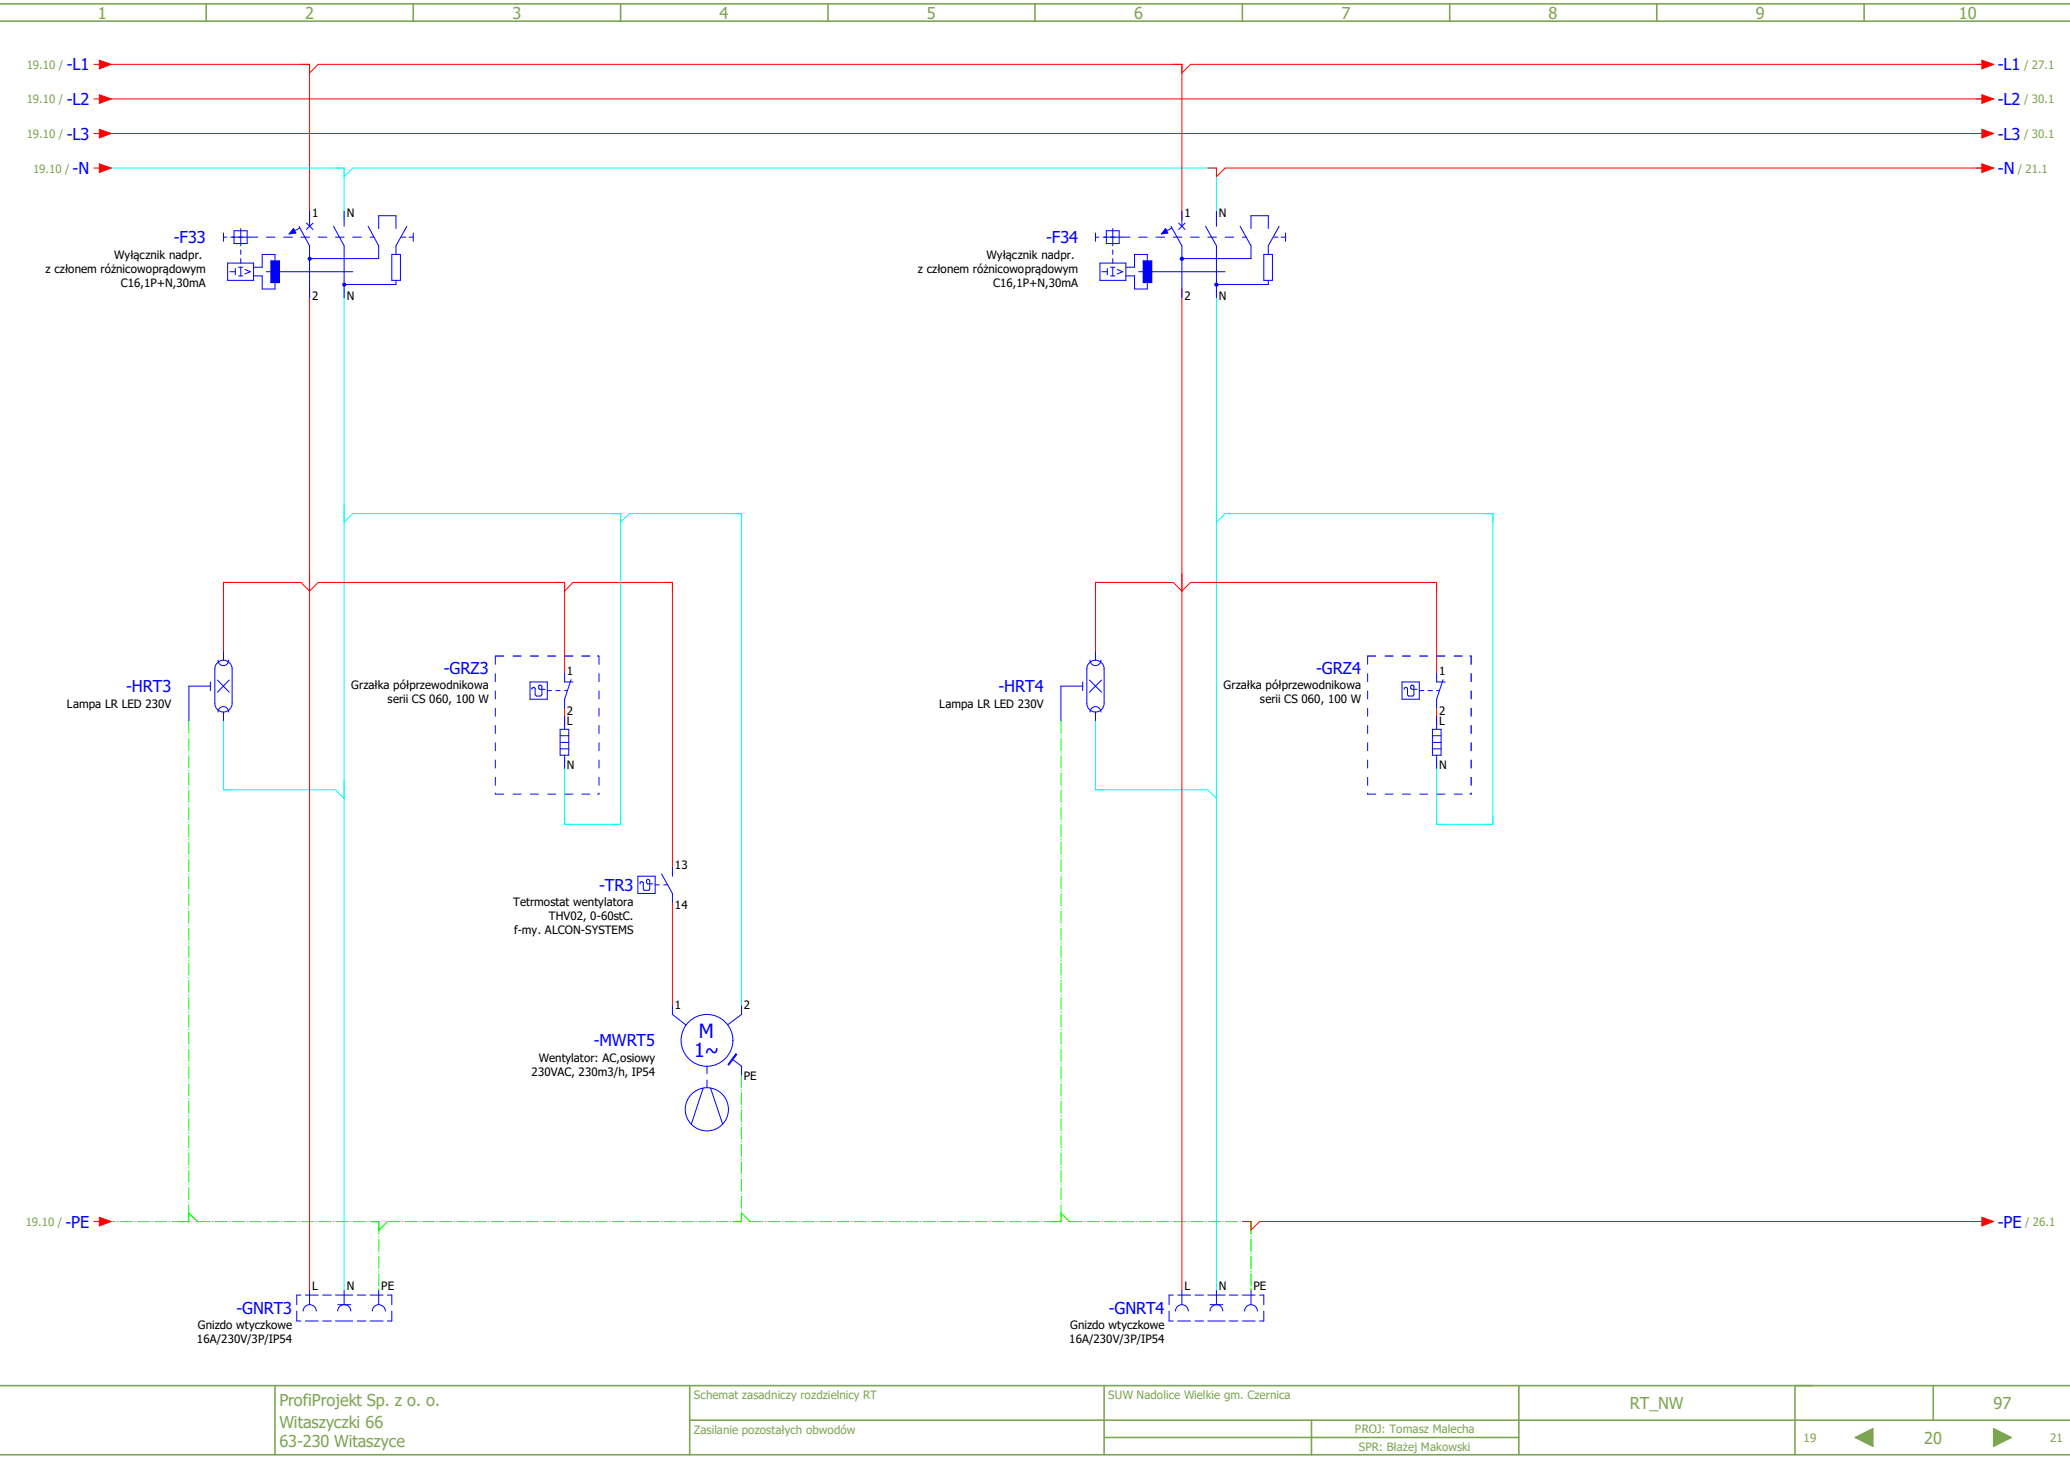 1 2 3 4 5 6 7 8 9 10
19.10 / -L1 -L1 / 27.1
19.10 / -L2 -L2 / 30.1
19.10 / -L3 -L3 / 30.1
19.10 / -N -N / 21.1
1 N
-F33
Wyłącznik nadpr.
z członem różnicowoprądowym
C16,1P+N,30mA
I>
2 N
1 N
-F34
Wyłącznik nadpr.
z członem różnicowoprądowym
C16,1P+N,30mA
I>
2 N
-HRT3
Lampa LR LED 230V
-GRZ3
Grzałka półprzewodnikowa
serii CS 060, 100 W
1
ϑ
2
L
N
-HRT4
Lampa LR LED 230V
-GRZ4
Grzałka półprzewodnikowa
serii CS 060, 100 W
1
ϑ
2
L
N
13
-TR3
ϑ
Tetrmostat wentylatora
THV02, 0-60stC.
f-my. ALCON-SYSTEMS
14
1 2
-MWRT5
Wentylator: AC,osiowy
230VAC, 230m3/h, IP54
M
1~
PE
19.10 / -PE -PE / 26.1
L N PE
-GNRT3
Gnizdo wtyczkowe
16A/230V/3P/IP54
L N PE
-GNRT4
Gnizdo wtyczkowe
16A/230V/3P/IP54
ProfiProjekt Sp. z o. o.
Witaszyczki 66
63-230 Witaszyce
Schemat zasadniczy rozdzielnicy RT
Zasilanie pozostałych obwodów
SUW Nadolice Wielkie gm. Czernica
PROJ: Tomasz Malecha
SPR: Błażej Makowski
RT_NW
97
19 20 21